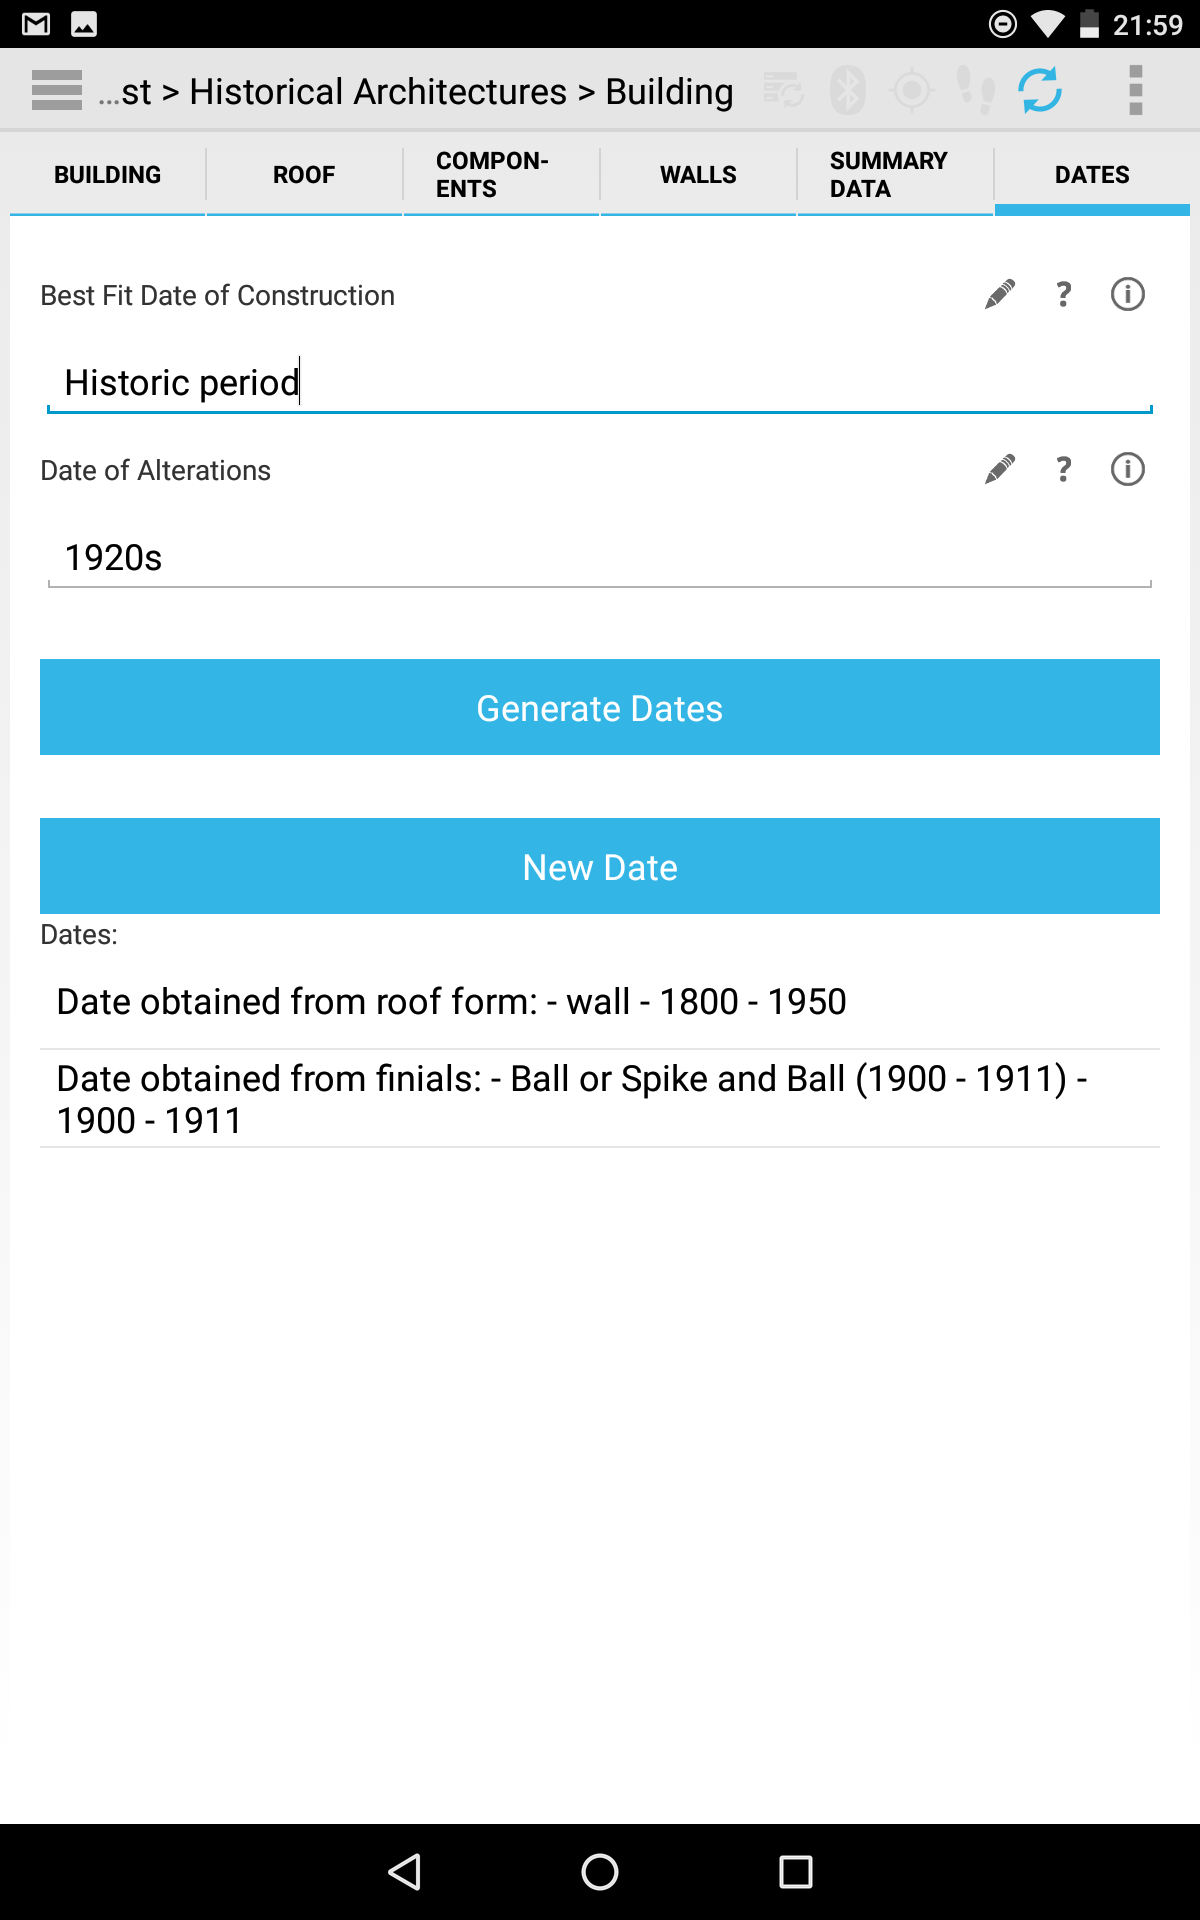 21:59
...st > Historical Architectures > Building
BUILDING
ROOF
COMPON-
ENTS
WALLS
SUMMARY
DATA
DATES
Best Fit Date of Construction
?
Historic period
Date of Alterations
?
1920s
Generate Dates
New Date
Dates:
Date obtained from roof form: - wall - 1800 - 1950
Date obtained from finials: - Ball or Spike and Ball (1900 - 1911) -
1900 - 1911